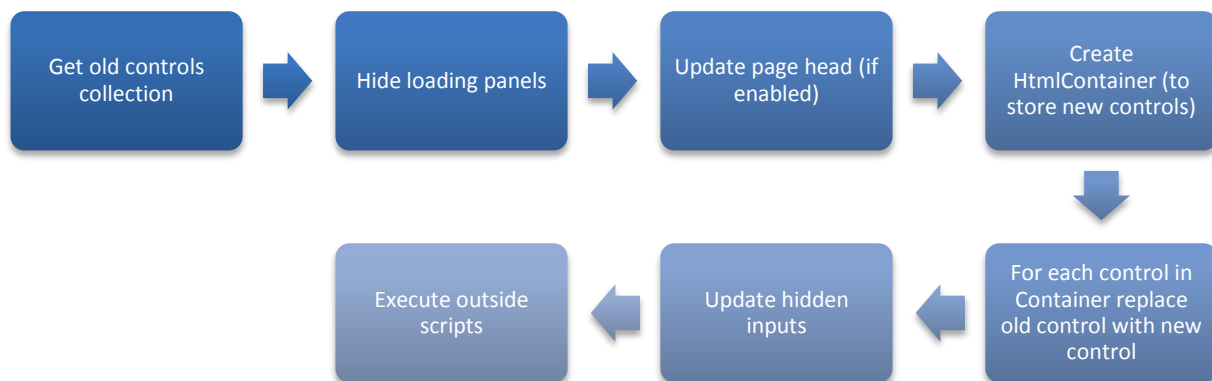 Get old controls
collection
Hide loading panels
Update page head (if
enabled)
Create
HtmlContainer (to
store new controls)
For each control in
Container replace
old control with new
control
Update hidden
inputs
Execute outside
scripts